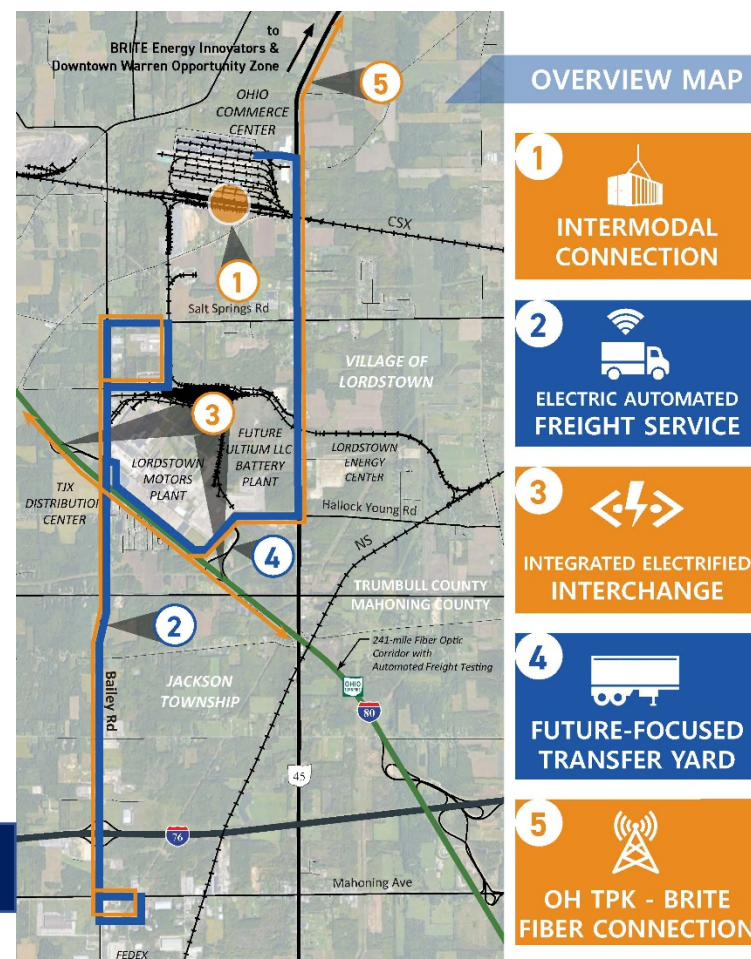 to
BRITE Energy Innovators &
Downtown Warren Opportunity Zone
5
OHIO
COMMERCE
CENTER
CSX
1
Salt Springs Rd
VILLAGE OF
LORDSTOWN
3
LORDSTOWN
MOTORS
PLANT
FUTURE
ULTIUM LLC
BATTERY
PLANT
LORDSTOWN
ENERGY
CENTER
TJX
DISTRIBUTION
CENTER
Hallock Young Rd
4
NS
TRUMBULL COUNTY
MAHONING COUNTY
2
241-mile Fiber Optic
Corridor with
Automated Freight Testing
Bailey Rd
JACKSON
TOWNSHIP
OHIO
TURNPIKE
80
45
76
Mahoning Ave
FEDEX
OVERVIEW MAP
1
INTERMODAL
CONNECTION
2
ELECTRIC AUTOMATED
FREIGHT SERVICE
3
INTEGRATED ELECTRIFIED
INTERCHANGE
4
FUTURE-FOCUSED
TRANSFER YARD
5
OH TPK - BRITE
FIBER CONNECTION